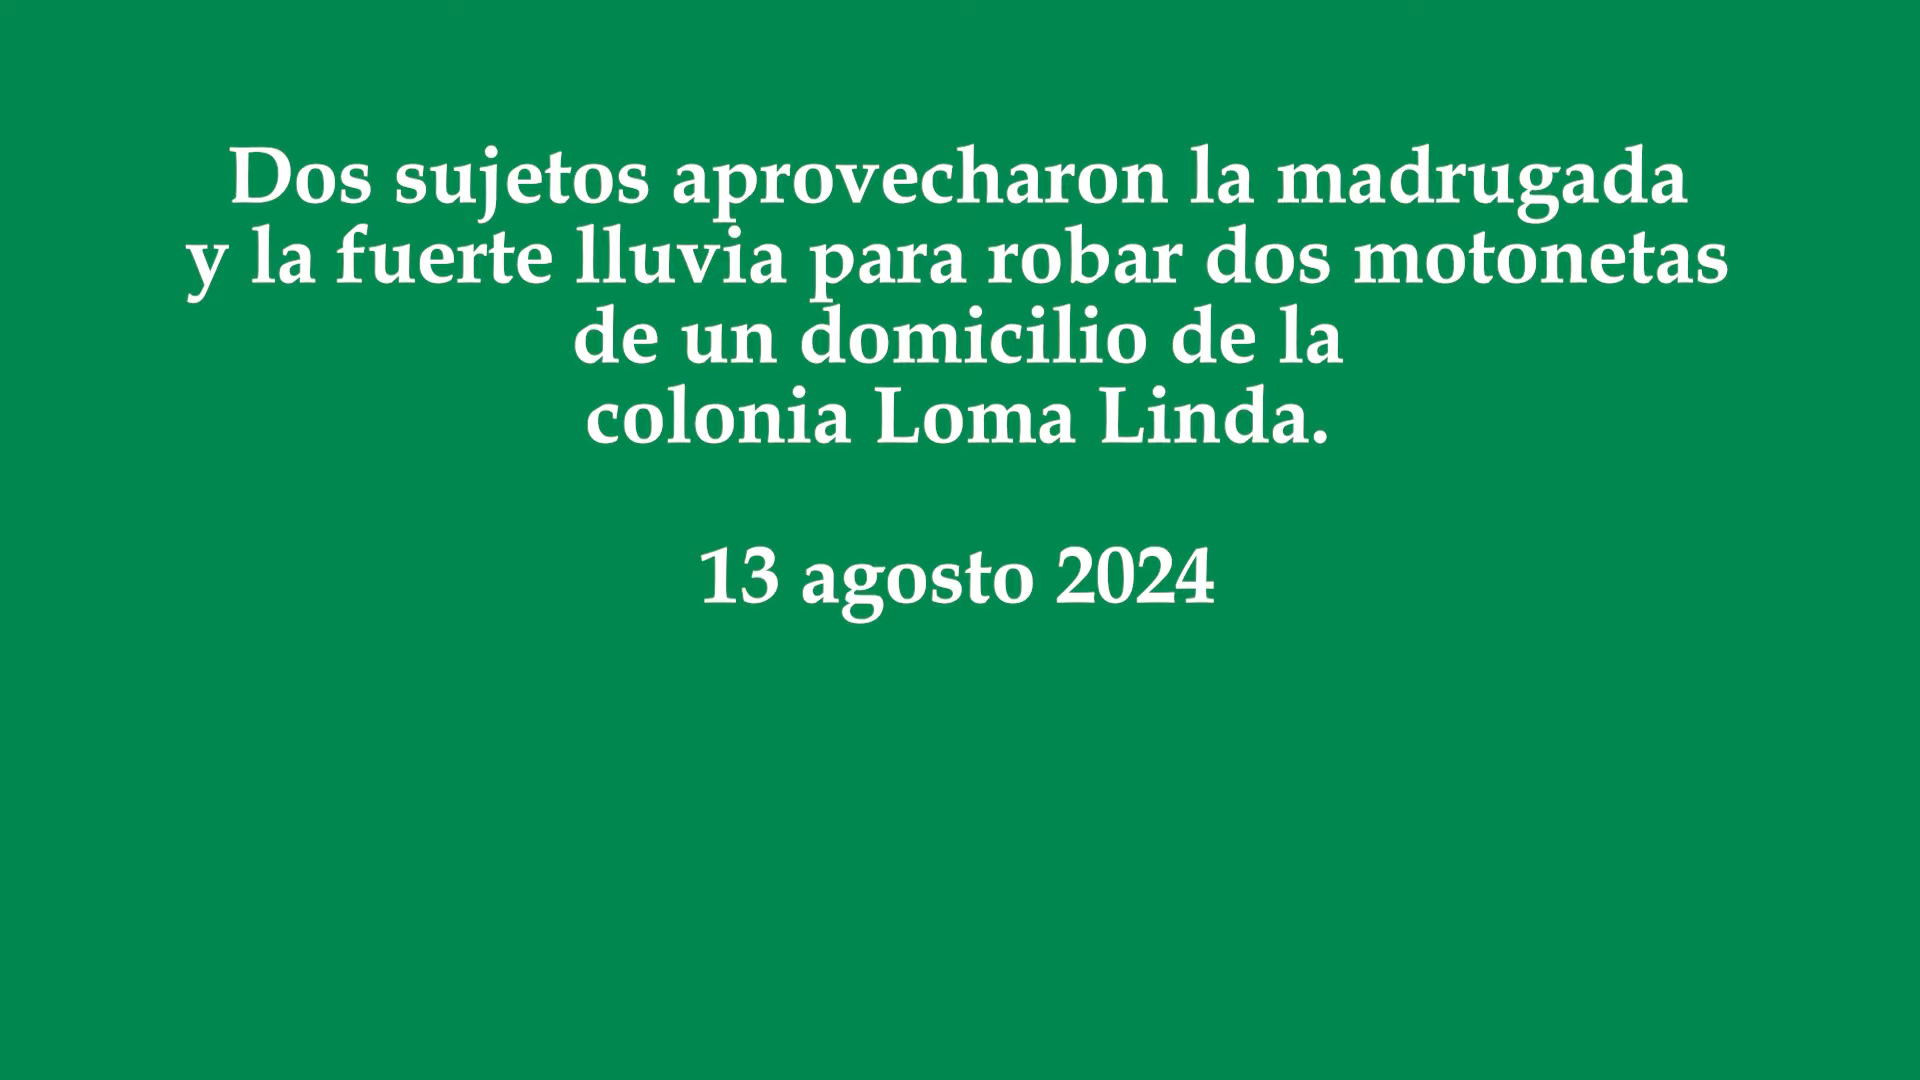 Dos sujetos aprovecharon la madrugada
y la fuerte lluvia para robar dos motonetas
de un domicilio de la
colonia Loma Linda.
13 agosto 2024